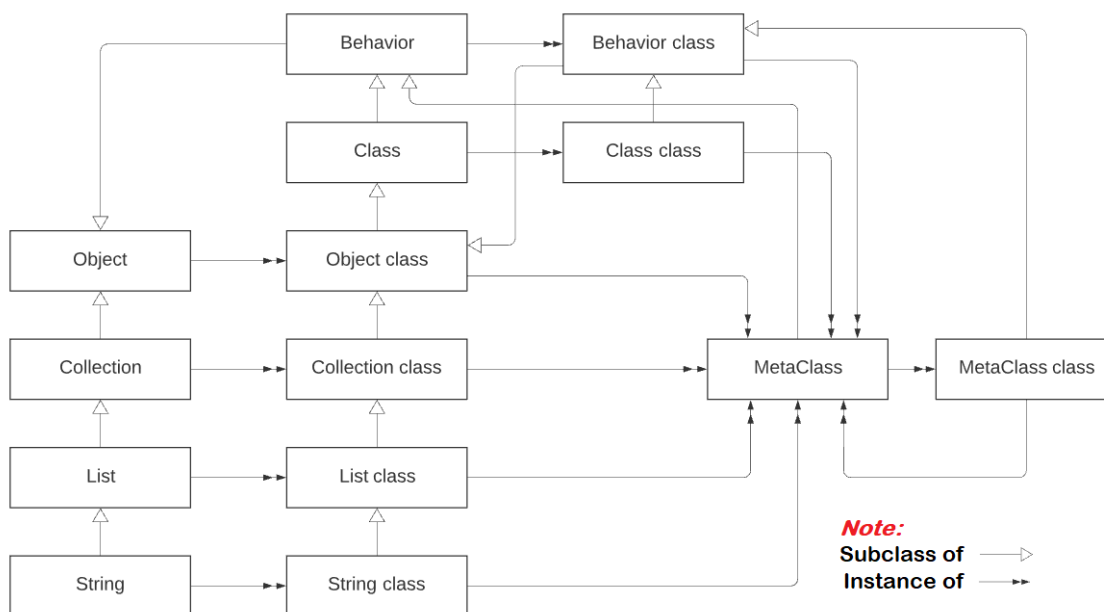 Behavior
Behavior class
Class
Class class
Object
Object class
Collection
Collection class
MetaClass
MetaClass class
List
List class
String
String class
Note:
Subclass of
Instance of